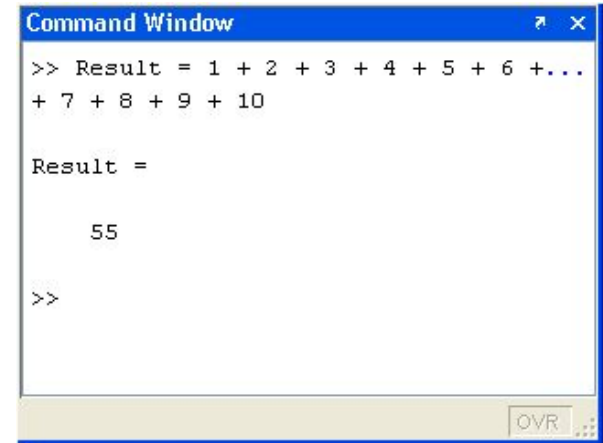 Command Window
>> Result = 1 + 2 + 3 + 4 + 5 + 6 +...
+ 7 + 8 + 9 + 10
Result =
55
>>
OVR